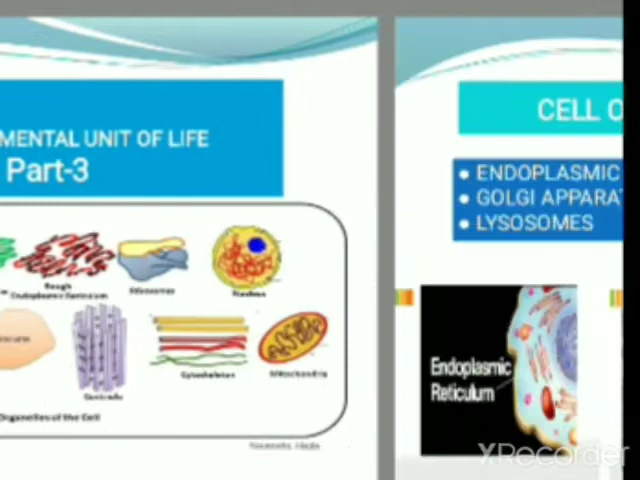 MENTAL UNIT OF LIFE
Part-3
Rough
Endoplasmic Reticulum
Ribosomes
Nucleus
Centriole
Cytoskeleton
Mitochondria
Organelles of the Cell
CELL O
ENDOPLASMIC
GOLGI APPARAT
LYSOSOMES
Endoplasmic
Reticulum
XRecorder